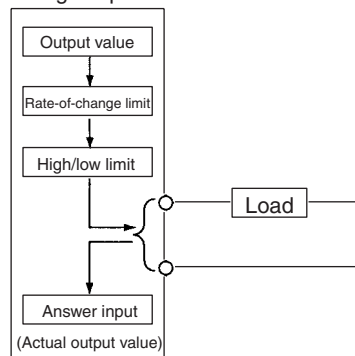 Output value
Rate-of-change limit
High/low limit
Load
Answer input
(Actual output value)